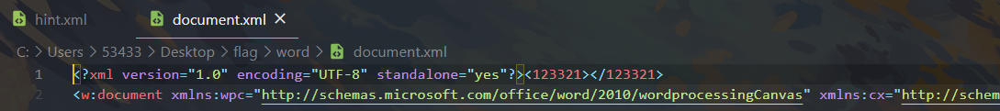 hint.xml document.xml
C: > Users > 53433 > Desktop > flag > word > document.xml
1 <?xml version="1.0" encoding="UTF-8" standalone="yes"?><123321></123321>
2 <w:document xmlns:wpc="http://schemas.microsoft.com/office/word/2010/wordprocessingCanvas" xmlns:cx="http://schem